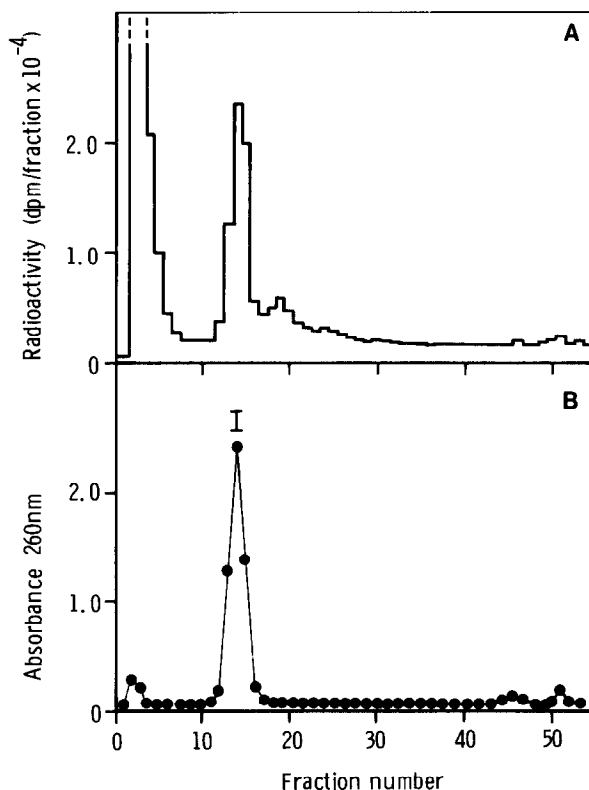 A
Radioactivity (dpm/fraction x 10⁻⁴)
2.0
1.0
0
B
I
Absorbance 260nm
2.0
1.0
0
0 10 20 30 40 50
Fraction number